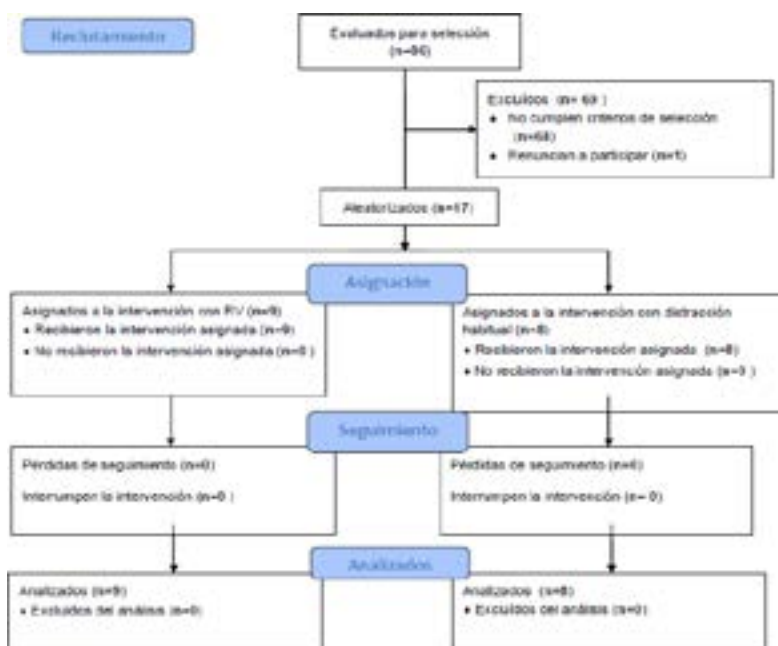 Reclutamiento
Evaluados para selección
(n=86)
Excluídos (n= 69 )
• No cumplen criterios de selección
(n=68)
• Renuncian a participar (n=1)
Aleatorizados (n=17)
Asignación
Asignados a la intervención con RV (n=9)
• Recibieron la intervención asignada (n=9)
• No recibieron la intervención asignada (n=0 )
Asignados a la intervención con distracción
habitual (n=8)
• Recibieron la intervención asignada (n=8)
• No recibieron la intervención asignada (n=0 )
Seguimiento
Pérdidas de seguimiento (n=0)
Interrumpen la intervención (n=0 )
Pérdidas de seguimiento (n=0)
Interrumpen la intervención (n= 0)
Analizados
Analizados (n=9)
• Excluidos del análisis (n=0)
Analizados (n=8)
• Excluídos del análisis (n=0)